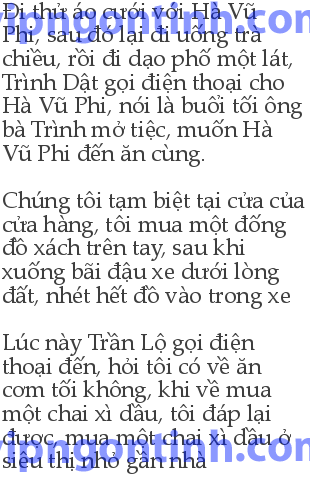 Đi thử áo cưới với Hà Vũ
Phi, sau đó lại đi uống trà
chiều, rồi đi dạo phố một lát,
Trình Dật gọi điện thoại cho
Hà Vũ Phi, nói là buổi tối ông
bà Trình mở tiệc, muốn Hà
Vũ Phi đến ăn cùng.
Chúng tôi tạm biệt tại cửa của
cửa hàng, tôi mua một đống
đồ xách trên tay, sau khi
xuống bãi đậu xe dưới lòng
đất, nhét hết đồ vào trong xe
Lúc này Trần Lộ gọi điện
thoại đến, hỏi tôi có về ăn
cơm tối không, khi về mua
một chai xì dầu, tôi đáp lại
được, mua một chai xì dầu ở
siêu thị nhỏ gần nhà
vipngontinh.com
vipngontinh.com